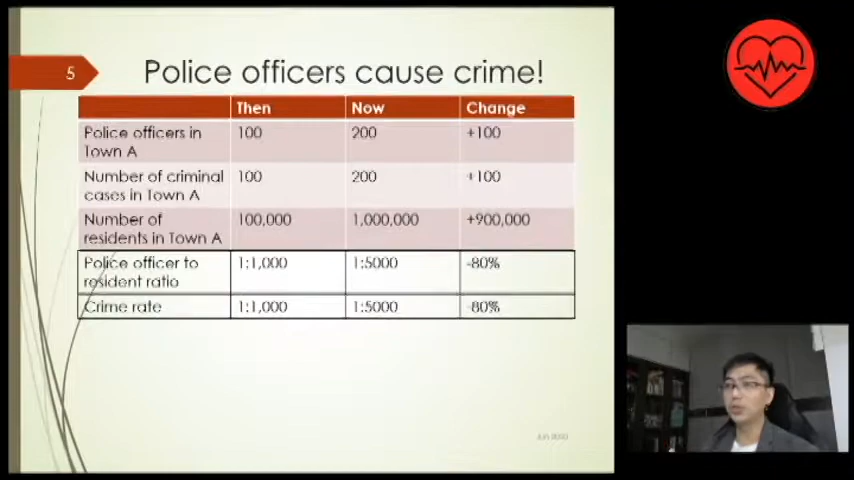 5
Police officers cause crime!
Then Now Change
Police officers in 100 200 +100
Town A
Number of criminal 100 200 +100
cases in Town A
Number of 100,000 1,000,000 +900,000
residents in Town A
Police officer to 1:1,000 1:5000 -80%
resident ratio
Crime rate 1:1,000 1:5000 -80%